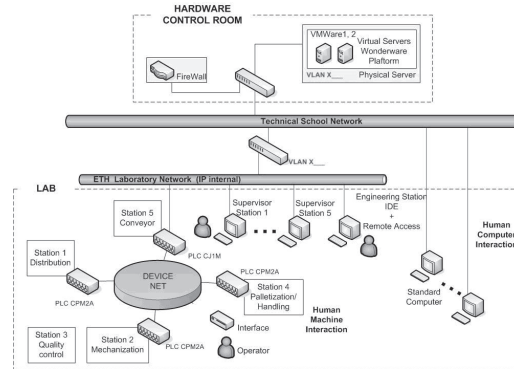 HARDWARE
CONTROL ROOM
VMWare1, 2
Virtual Servers
Wonderware
Plaftorm
VLAN X___
Physical Server
FireWall
Technical School Network
VLAN X___
ETH Laboratory Network (IP internal)
LAB
Supervisor
Station 1
Supervisor
Station 5
Engineering Station
IDE
+
Remote Access
Human
Computer
Interaction
Station 5
Conveyor
PLC CJ1M
Station 1
Distribution
PLC CPM2A
DEVICE
NET
PLC CPM2A
Station 4
Palletization/
Handling
Standard
Computer
Human
Machine
Interaction
Interface
Operator
Station 3
Quality
control
Station 2
Mechanization
PLC CPM2A